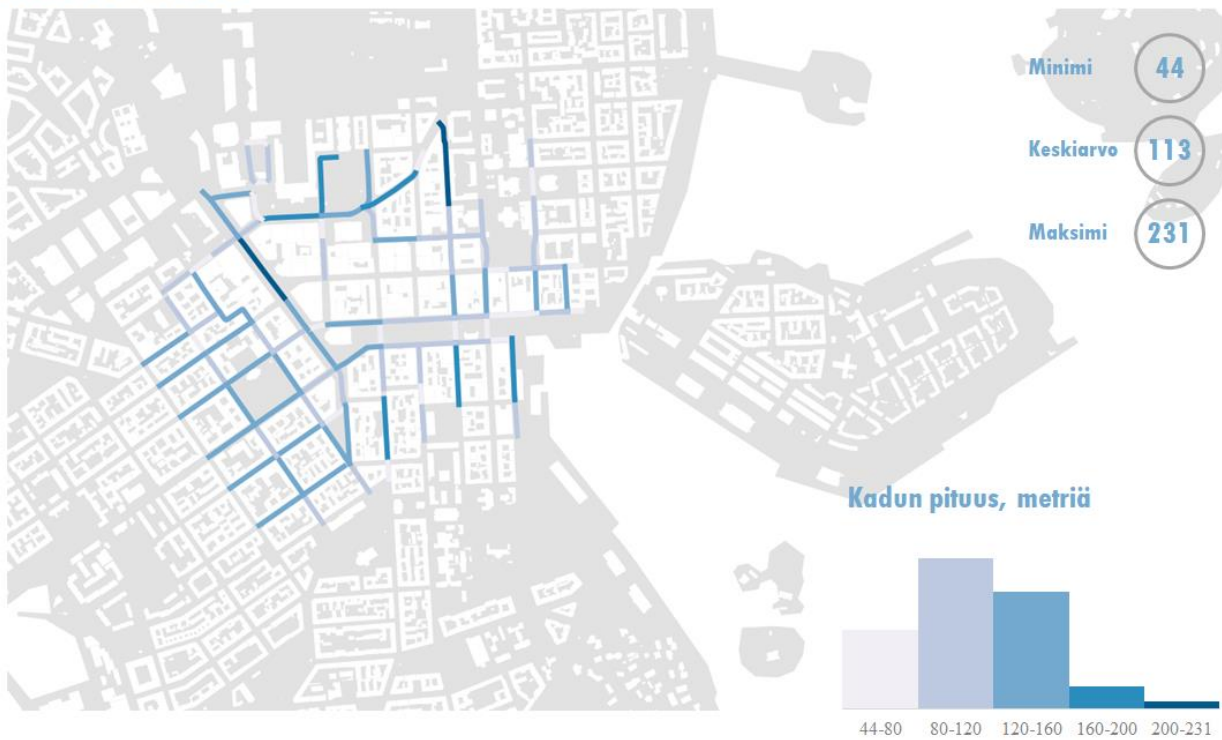 Minimi 44
Keskiarvo 113
Maksimi 231
Kadun pituus, metriä
44-80 80-120 120-160 160-200 200-231